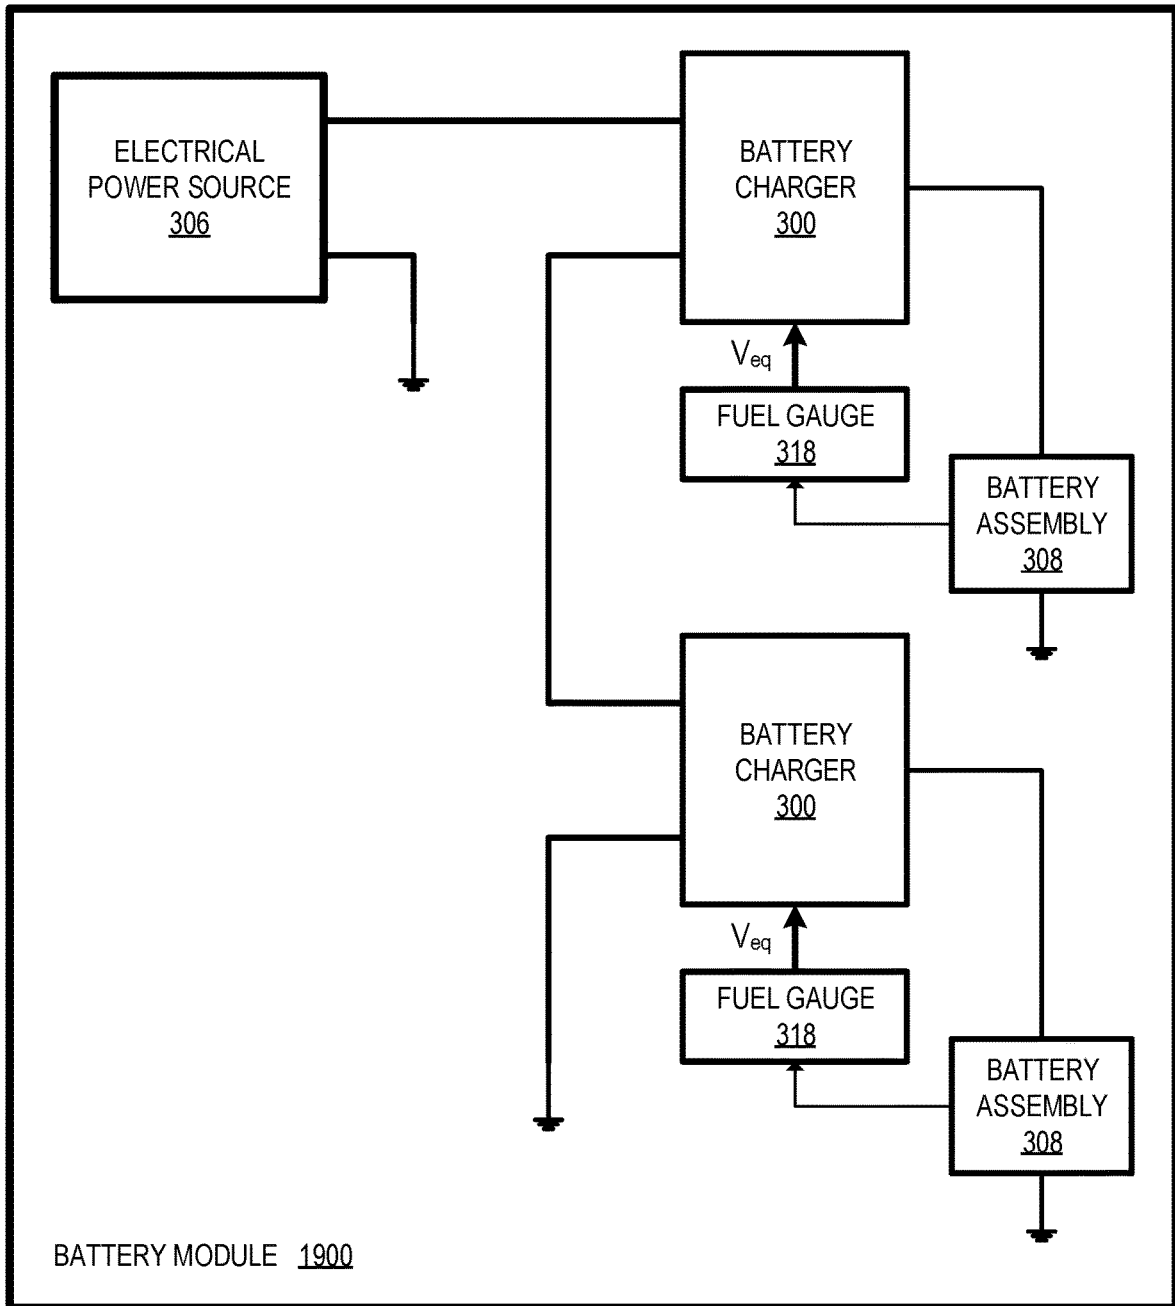 ELECTRICAL
POWER SOURCE
306
BATTERY
CHARGER
300
Veq
FUEL GAUGE
318
BATTERY
ASSEMBLY
308
BATTERY
CHARGER
300
Veq
FUEL GAUGE
318
BATTERY
ASSEMBLY
308
BATTERY MODULE 1900